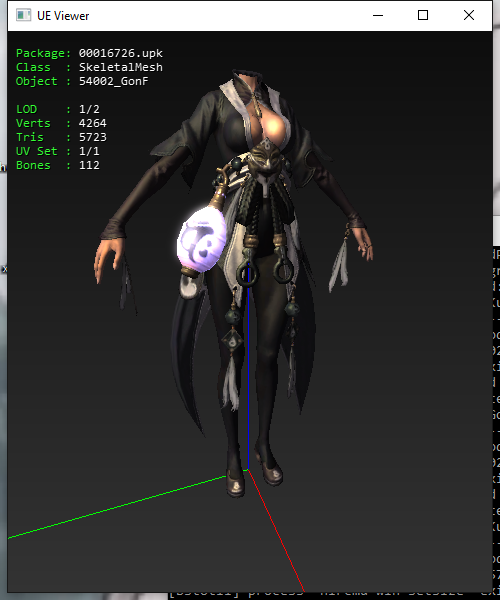 UE Viewer
Package: 00016726.upk
Class  : SkeletalMesh
Object : 54002_GonF
LOD    : 1/2
Verts  : 4264
Tris   : 5723
UV Set : 1/1
Bones  : 112